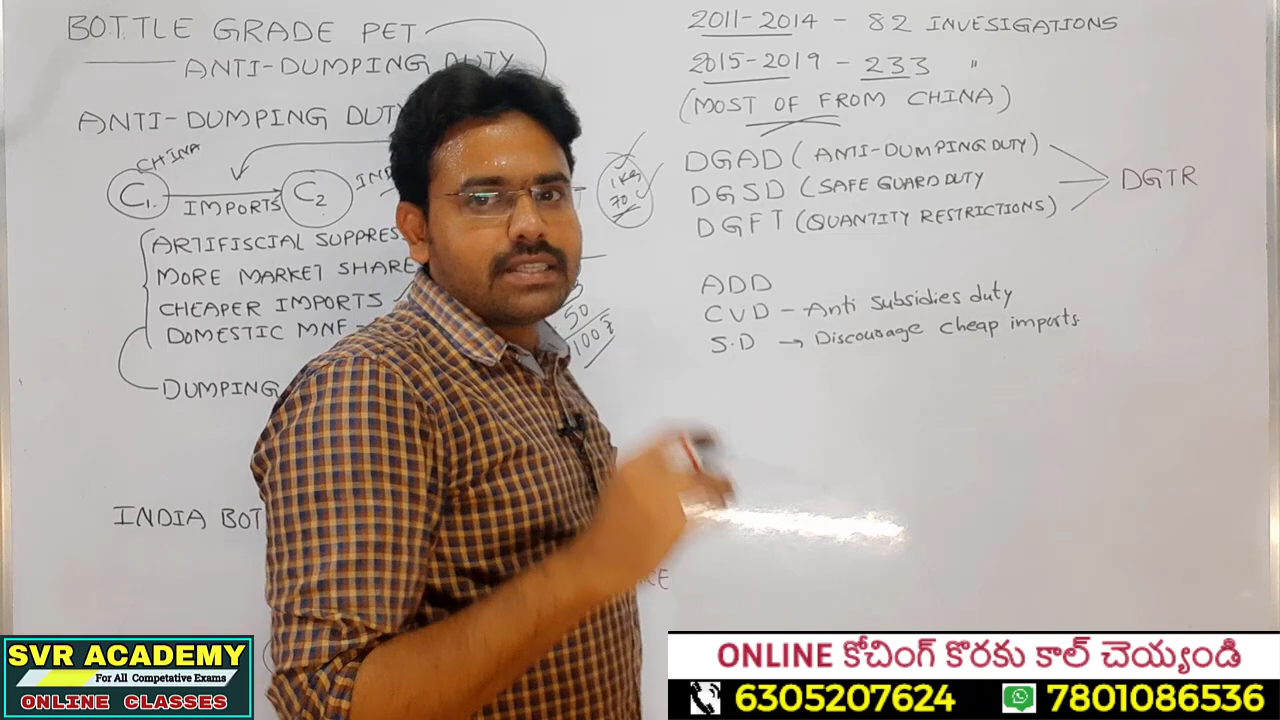 BOTTLE GRADE PET
ANTI-DUMPING DUTY
ANTI-DUMPING DUTY
CHINA
C1 IMPORTS C2
ARTIFISCIAL SUPPRES
MORE MARKET SHARE
CHEAPER IMPORTS
DOMESTIC MNF
DUMPING
INDIA BOT
1 Kg
70
50
100
2011-2014 - 82 INVESIGATIONS
2015-2019 - 233 "
(MOST OF FROM CHINA)
DGAD (ANTI-DUMPING DUTY)
DGSD (SAFE GUARD DUTY
DGFT (QUANTITY RESTRICTIONS)
DGTR
ADD
CVD - Anti subsidies duty
S.D → Discourage cheap imports
SVR ACADEMY
For All Competative Exams
ONLINE CLASSES
ONLINE కోచింగ్ కొరకు కాల్ చెయ్యండి
6305207624 7801086536